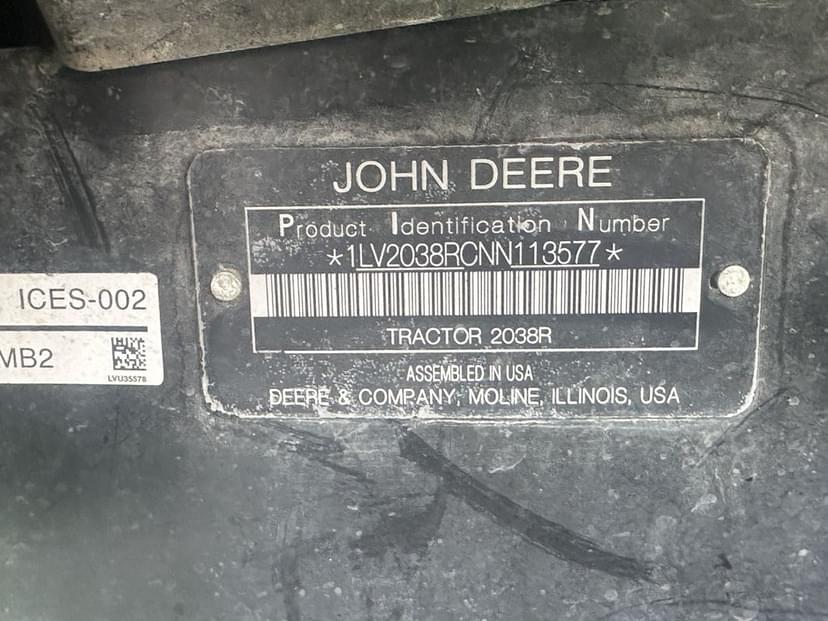 JOHN DEERE
Product Identification Number
*1LV2038RCNN113577*
TRACTOR 2038R
ASSEMBLED IN USA
DEERE & COMPANY, MOLINE, ILLINOIS, USA
ICES-002
MB2
LVU35578